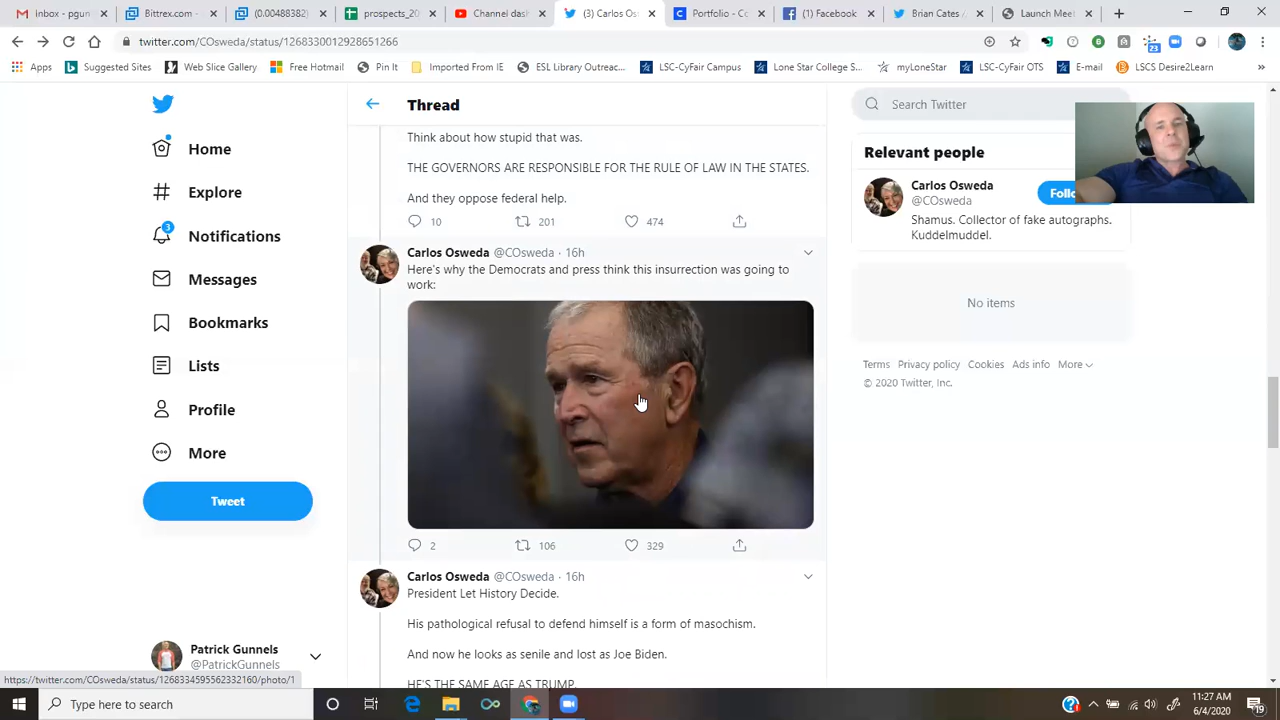 Inbox - pgun
Bittrex.com -
(0.00488382)
prospects_20
Channel dash
(3) Carlos Os
Portfolio - Co
(1) Facebook
Brian Cates /
Launch Meet
twitter.com/COsweda/status/1268330012928651266
23
Apps
Suggested Sites
Web Slice Gallery
Free Hotmail
Pin It
Imported From IE
ESL Library Outreac...
LSC-CyFair Campus
Lone Star College S...
myLoneStar
LSC-CyFair OTS
E-mail
LSCS Desire2Learn
»
Home
Explore
3
Notifications
Messages
Bookmarks
Lists
Profile
More
Tweet
Patrick Gunnels
@PatrickGunnels
https://twitter.com/COsweda/status/1268334595562332160/photo/1
Thread
Think about how stupid that was.
THE GOVERNORS ARE RESPONSIBLE FOR THE RULE OF LAW IN THE STATES.
And they oppose federal help.
10 201 474
Carlos Osweda @COsweda · 16h
Here's why the Democrats and press think this insurrection was going to
work:
2 106 329
Carlos Osweda @COsweda · 16h
President Let History Decide.
His pathological refusal to defend himself is a form of masochism.
And now he looks as senile and lost as Joe Biden.
HE'S THE SAME AGE AS TRUMP.
Search Twitter
Relevant people
Carlos Osweda
@COsweda
Shamus. Collector of fake autographs.
Kuddelmuddel.
No items
Terms Privacy policy Cookies Ads info More
© 2020 Twitter, Inc.
Type here to search
11:27 AM
6/4/2020
19